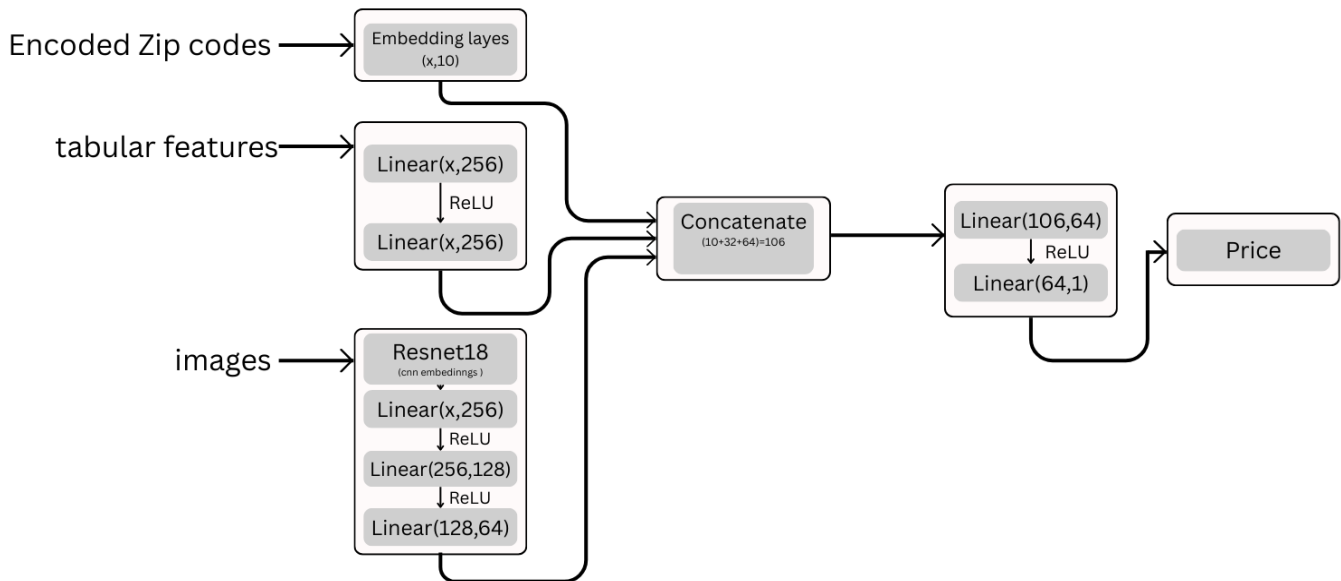 Encoded Zip codes
Embedding layes
(x,10)
tabular features
Linear(x,256)
ReLU
Linear(x,256)
images
Resnet18
(cnn embedinngs )
Linear(x,256)
ReLU
Linear(256,128)
ReLU
Linear(128,64)
Concatenate
(10+32+64)=106
Linear(106,64)
ReLU
Linear(64,1)
Price